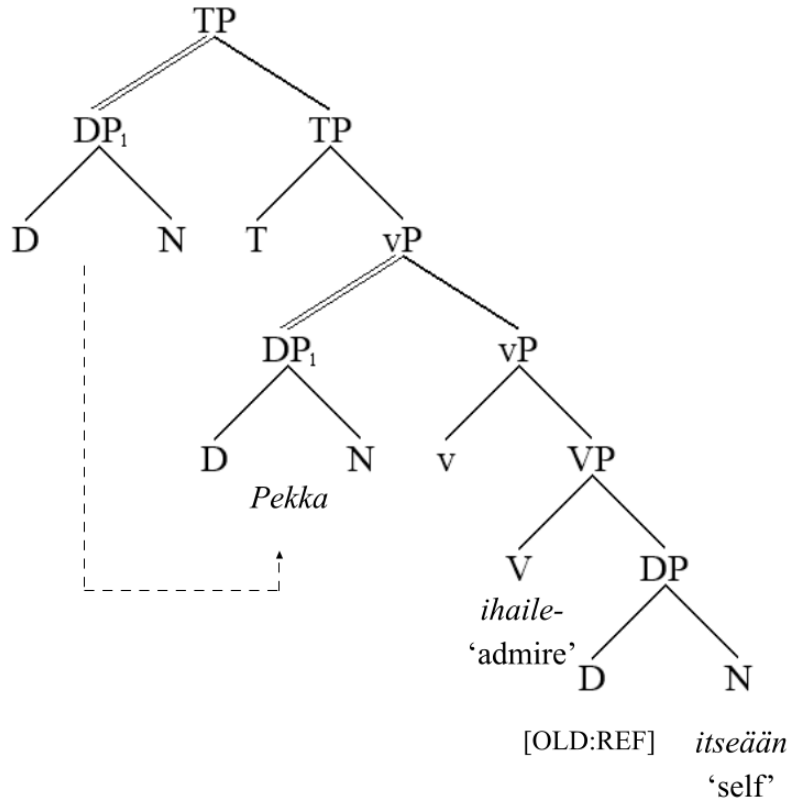 TP
DP₁ TP
D N T vP
DP₁ vP
D N v VP
Pekka
V DP
ihaile-
‘admire’
D N
[OLD:REF] itseään
‘self’